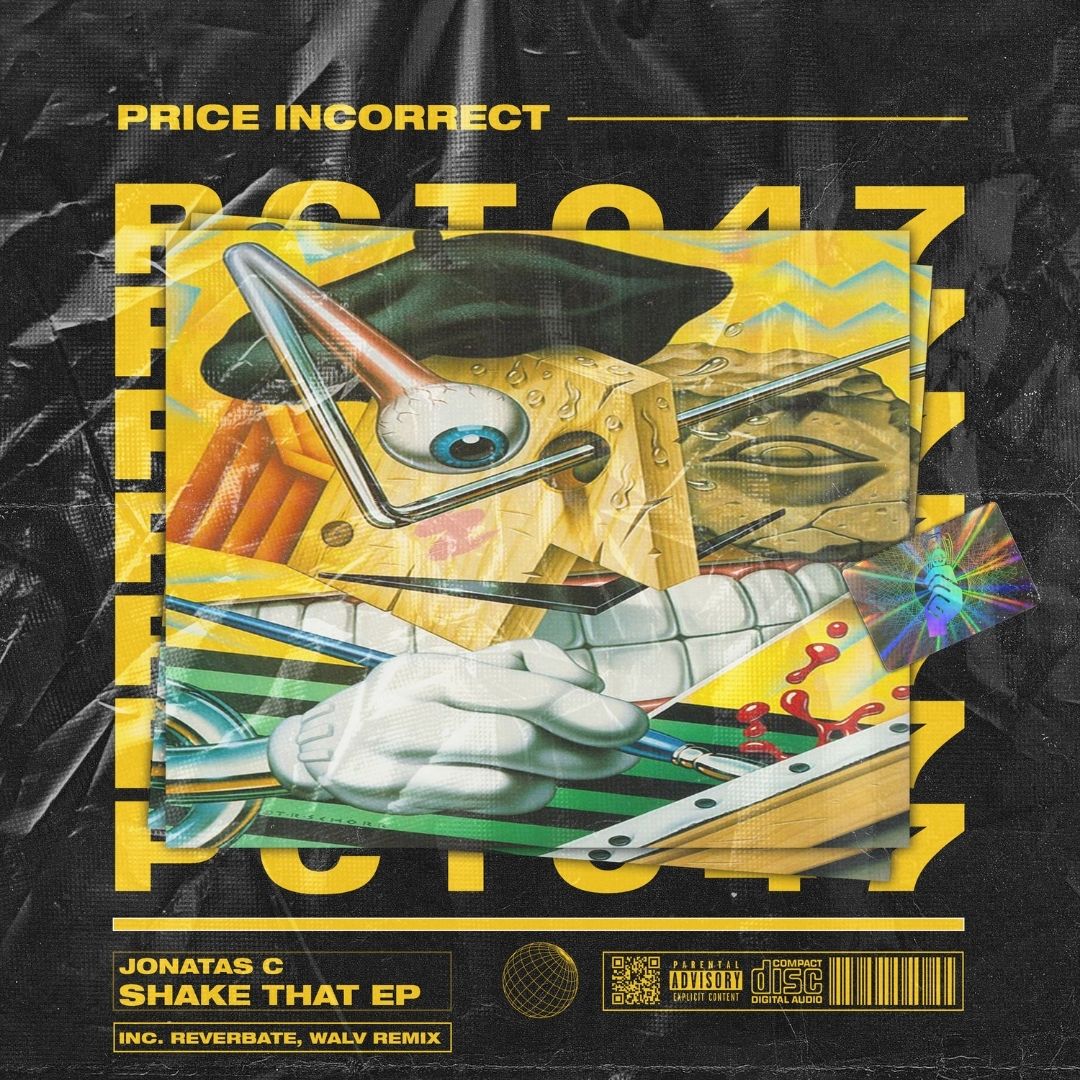 PRICE INCORRECT
PCT047
PCT047
JONATAS C
SHAKE THAT EP
INC. REVERBATE, WALV REMIX
PARENTAL
ADVISORY
EXPLICIT CONTENT
COMPACT
disc
DIGITAL AUDIO